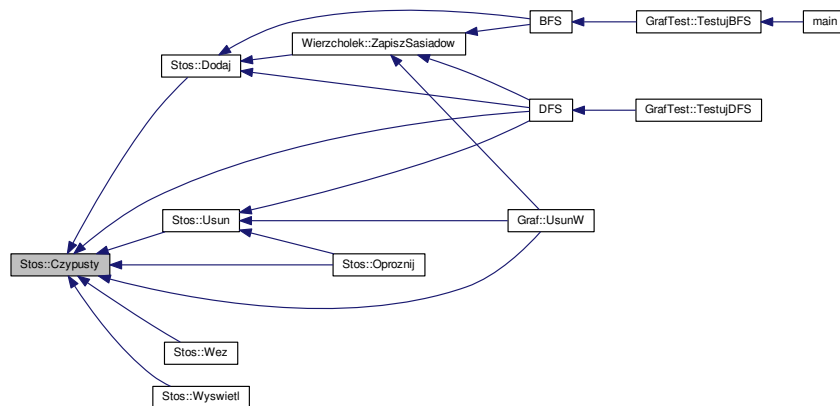 BFS
GrafTest::TestujBFS
main
Wierzcholek::ZapiszSasiadow
Stos::Dodaj
DFS
GrafTest::TestujDFS
Stos::Usun
Graf::UsunW
Stos::Czypusty
Stos::Oproznij
Stos::Wez
Stos::Wyswietl